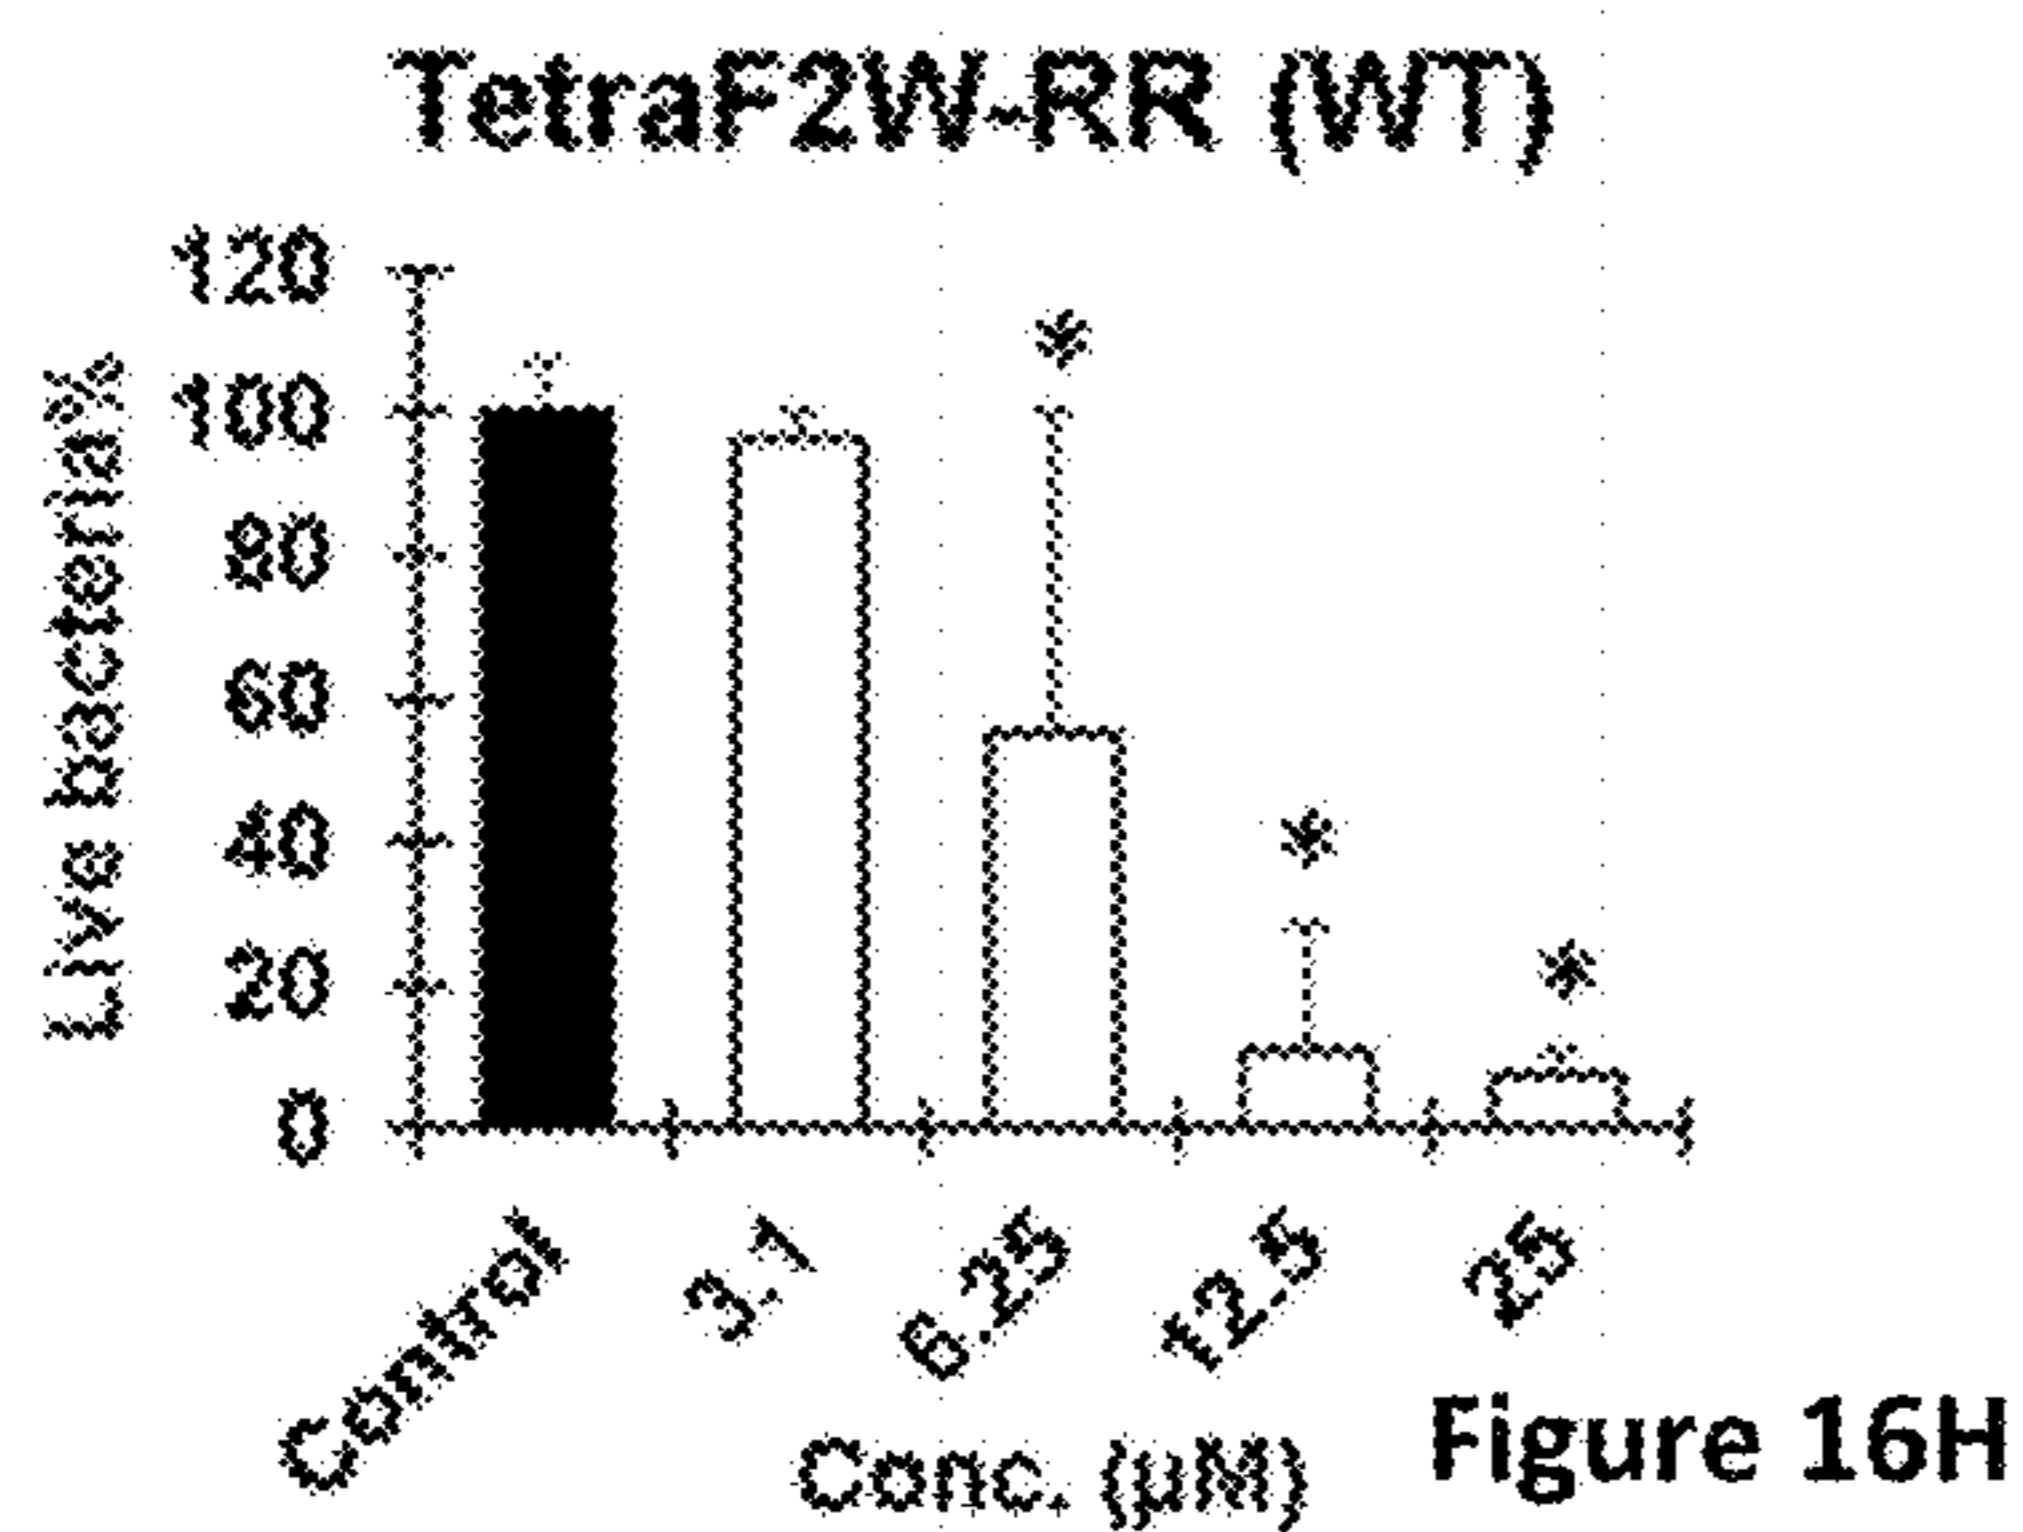 TetraF2W-RR (WT)
Live bacteria%
120
100
80
60
40
20
0
*
*
*
Control
3.1
6.25
12.5
25
Conc. (μM)
Figure 16H